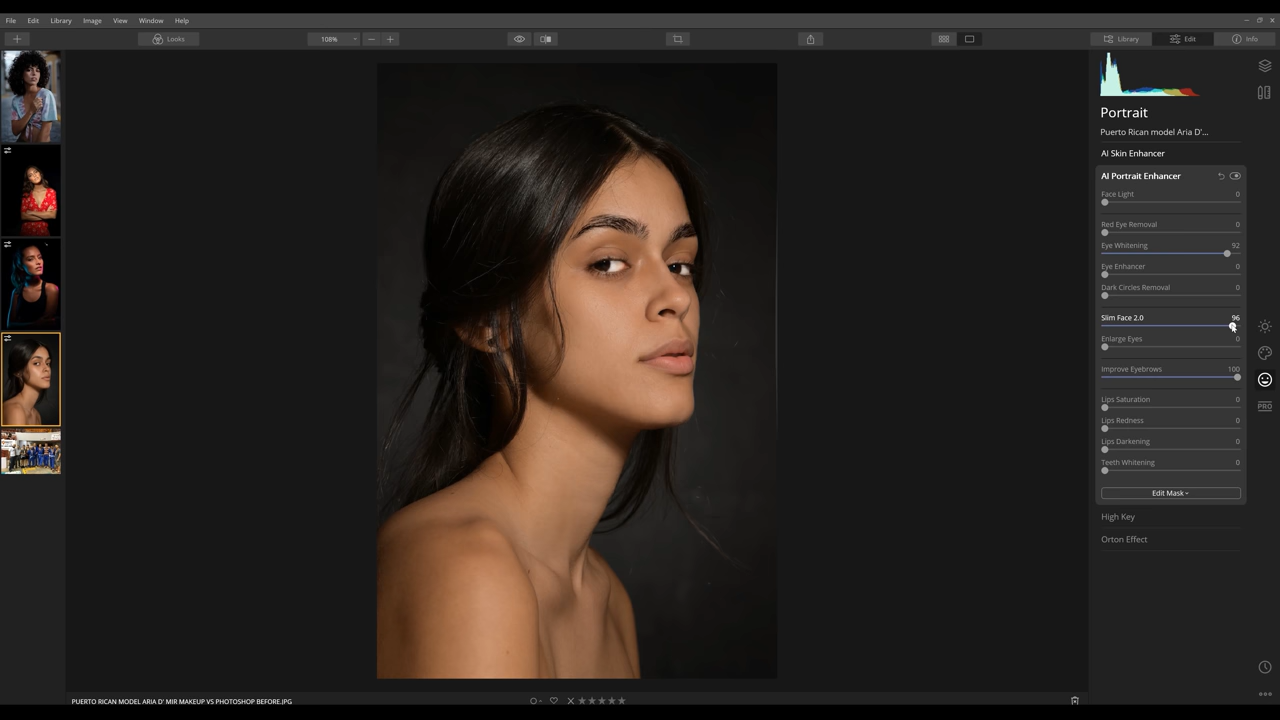 File Edit Library Image View Window Help
Looks 108% Library Edit Info
Portrait
Puerto Rican model Aria D'...
AI Skin Enhancer
AI Portrait Enhancer
Face Light 0
Red Eye Removal 0
Eye Whitening 92
Eye Enhancer 0
Dark Circles Removal 0
Slim Face 2.0 96
Enlarge Eyes 0
Improve Eyebrows 100
PRO
Lips Saturation 0
Lips Redness 0
Lips Darkening 0
Teeth Whitening 0
Edit Mask
High Key
Orton Effect
PUERTO RICAN MODEL ARIA D' MIR MAKEUP VS PHOTOSHOP BEFORE.JPG